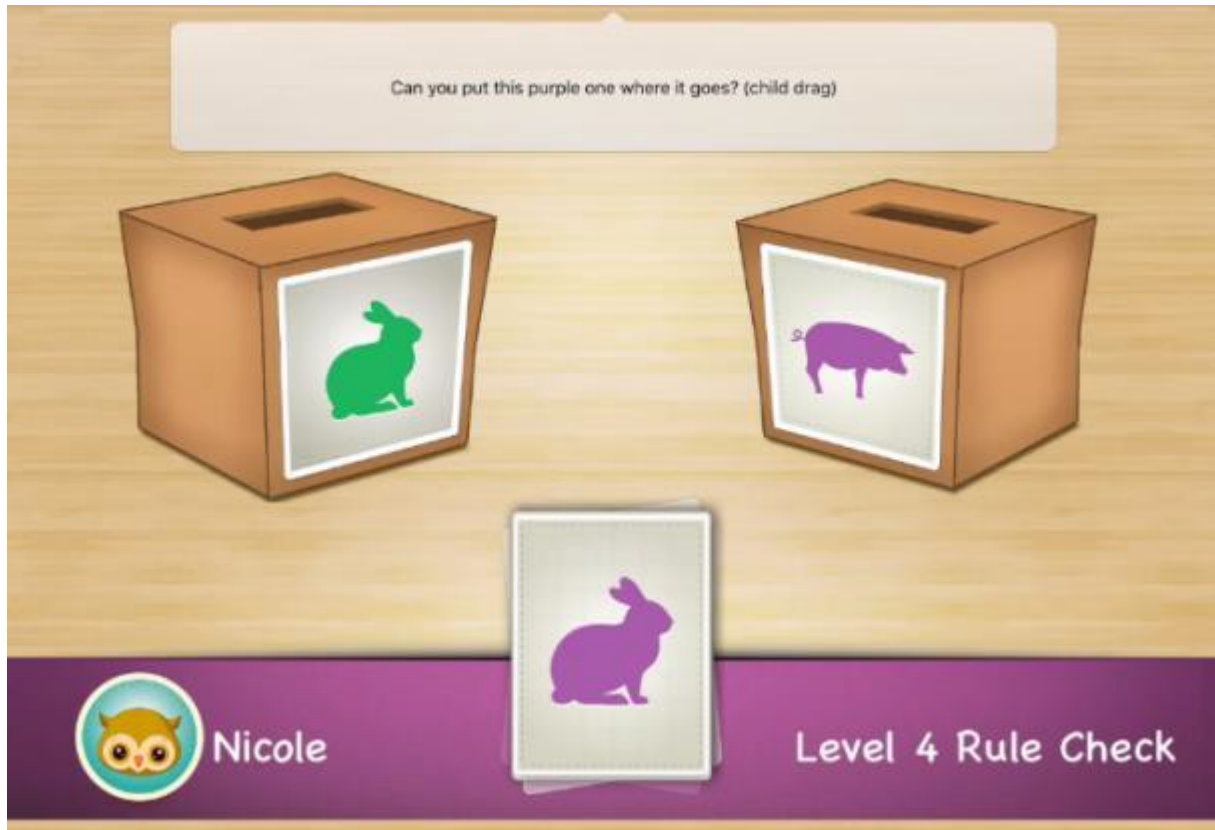 Can you put this purple one where it goes? (child drag)
Nicole
Level 4 Rule Check